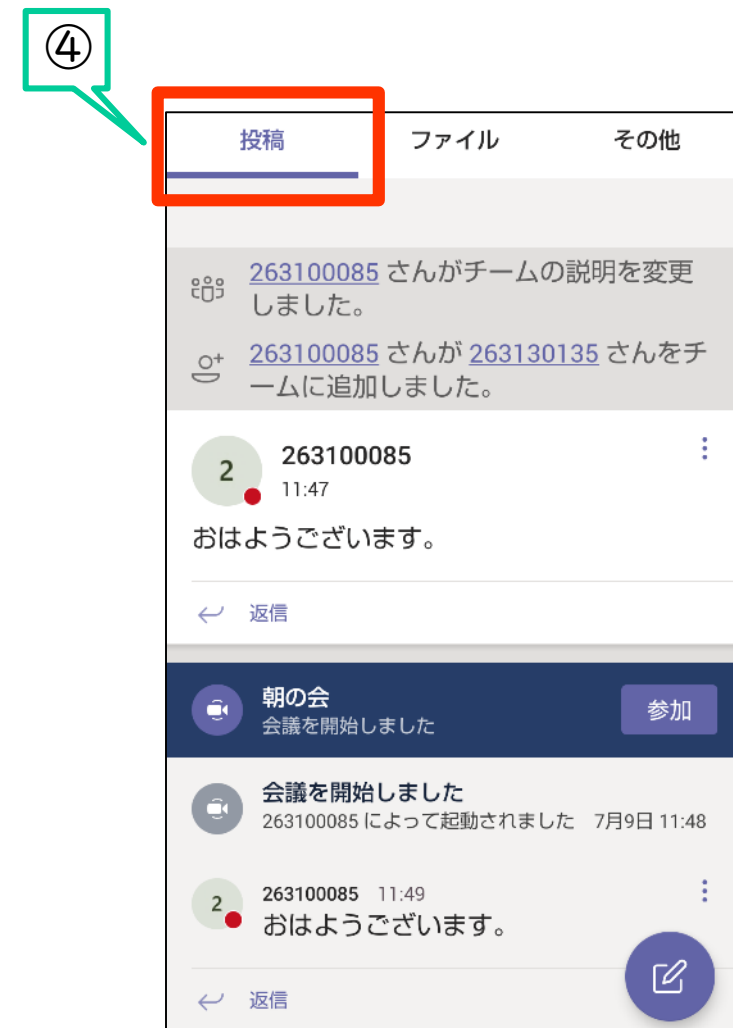 ④
投稿 ファイル その他
263100085 さんがチームの説明を変更
しました。
263100085 さんが 263130135 さんをチ
ームに追加しました。
2 263100085
11:47
おはようございます。
返信
朝の会
会議を開始しました
参加
会議を開始しました
263100085 によって起動されました 7月9日 11:48
2 263100085 11:49
おはようございます。
返信